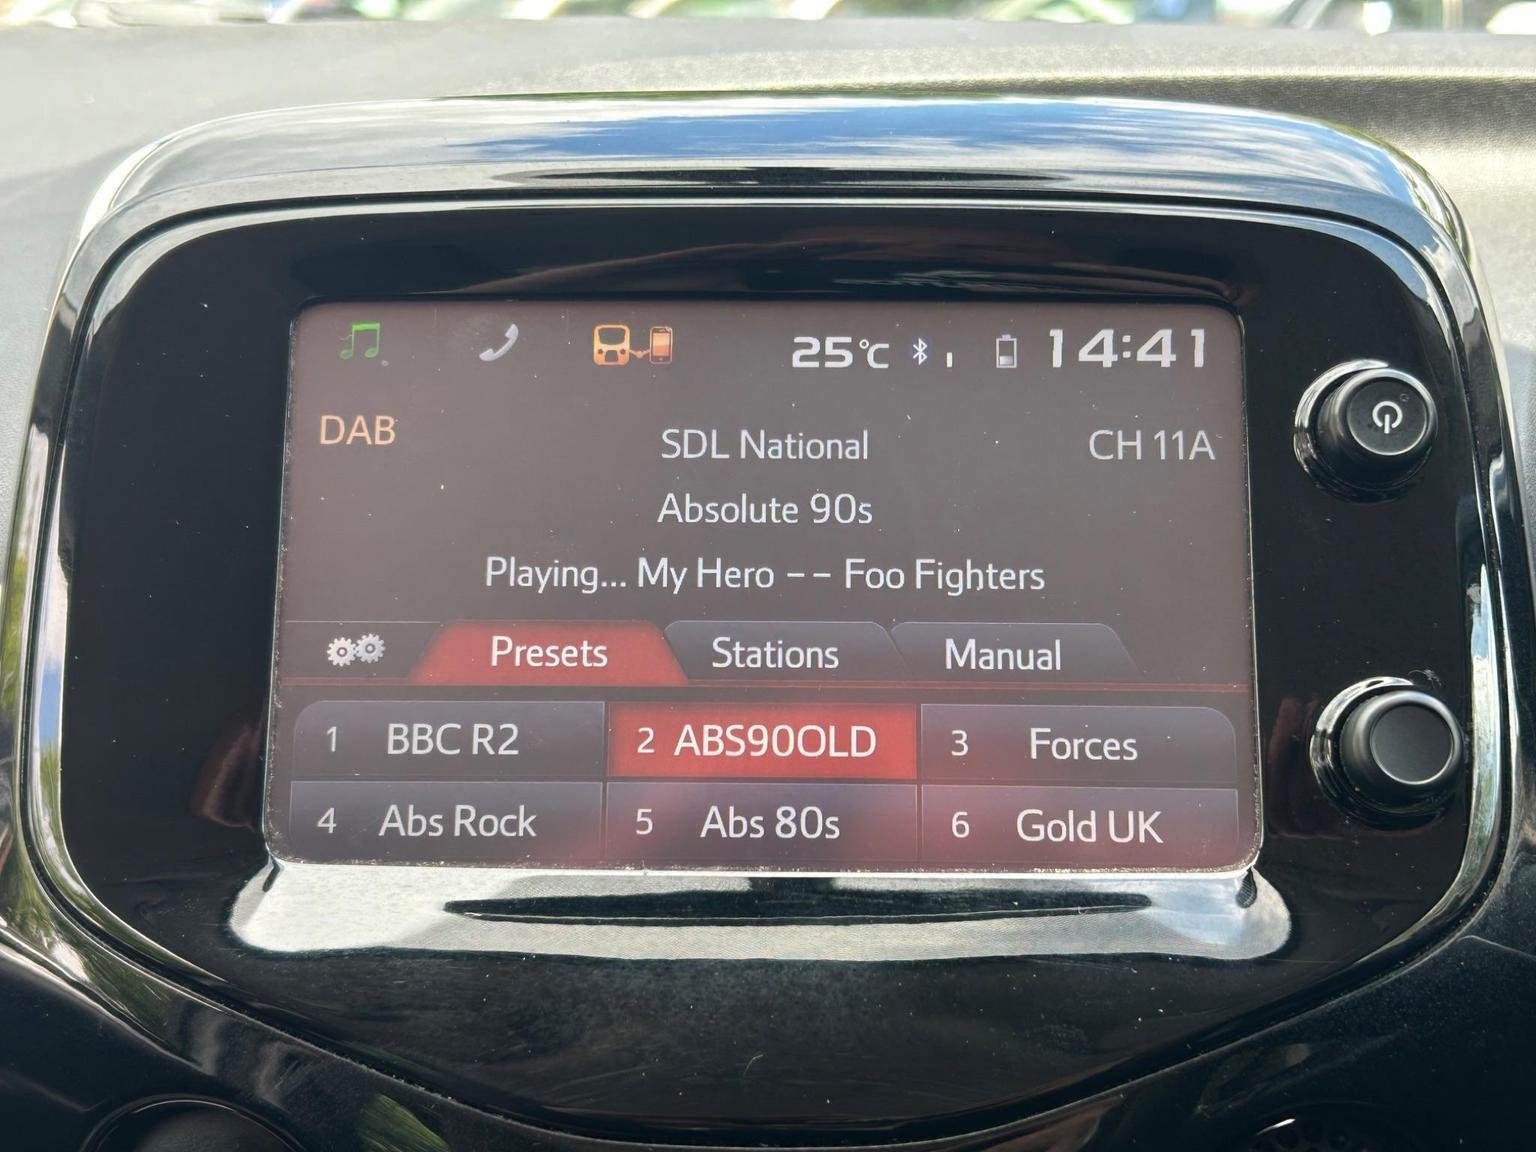 25°C 14:41
DAB
SDL National
CH 11A
Absolute 90s
Playing... My Hero -- Foo Fighters
Presets Stations Manual
1 BBC R2 2 ABS90OLD 3 Forces
4 Abs Rock 5 Abs 80s 6 Gold UK